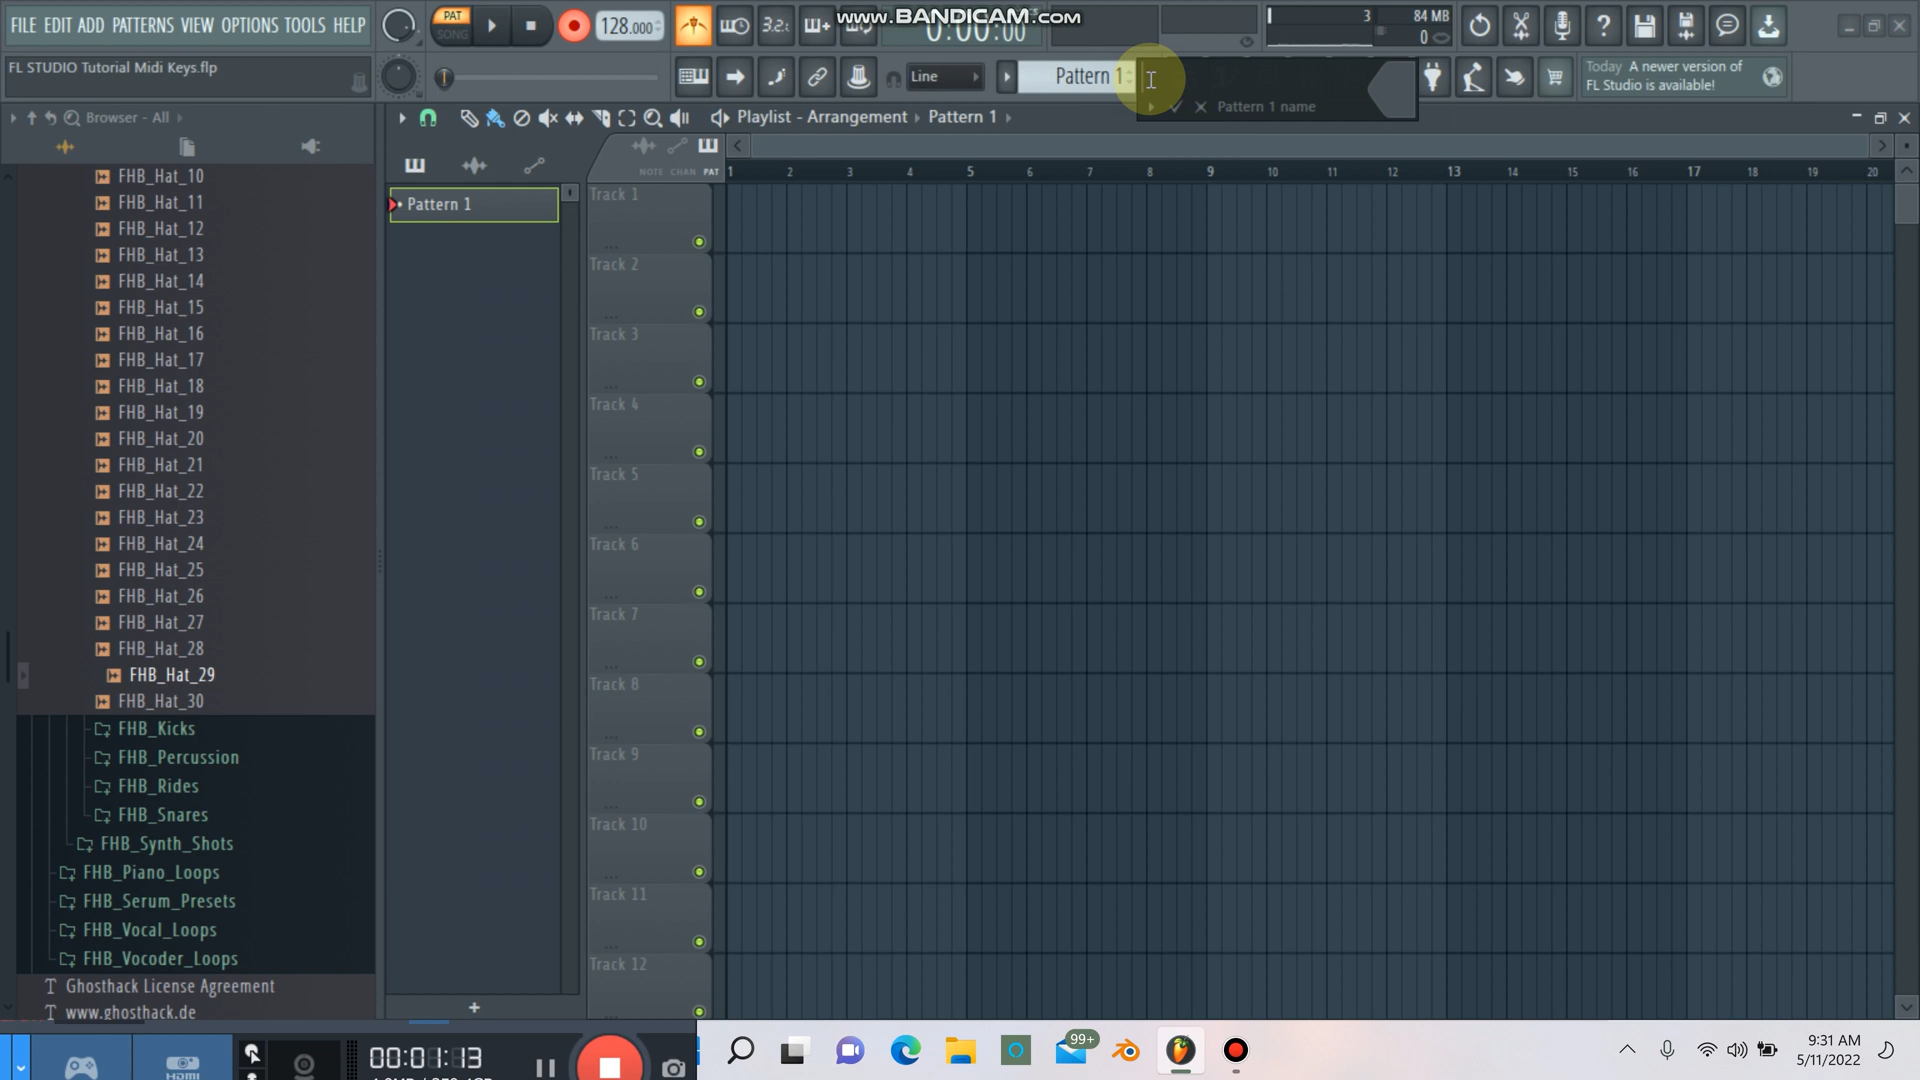 FILE EDIT ADD PATTERNS VIEW OPTIONS TOOLS HELP
PAT
SONG
128.000
3.2
www.BANDICAM.com
0:00:00
3
84 MB
0
FL STUDIO Tutorial Midi Keys.flp
Line
Pattern 1
Pattern 1 name
Today A newer version of
FL Studio is available!
Browser - All
Playlist - Arrangement
Pattern 1
NOTE CHAN PAT
1 2 3 4 5 6 7 8 9 10 11 12 13 14 15 16 17 18 19 20
FHB_Hat_10
FHB_Hat_11
FHB_Hat_12
FHB_Hat_13
FHB_Hat_14
FHB_Hat_15
FHB_Hat_16
FHB_Hat_17
FHB_Hat_18
FHB_Hat_19
FHB_Hat_20
FHB_Hat_21
FHB_Hat_22
FHB_Hat_23
FHB_Hat_24
FHB_Hat_25
FHB_Hat_26
FHB_Hat_27
FHB_Hat_28
FHB_Hat_29
FHB_Hat_30
FHB_Kicks
FHB_Percussion
FHB_Rides
FHB_Snares
FHB_Synth_Shots
FHB_Piano_Loops
FHB_Serum_Presets
FHB_Vocal_Loops
FHB_Vocoder_Loops
Ghosthack License Agreement
www.ghosthack.de
Pattern 1
+
Track 1
Track 2
Track 3
Track 4
Track 5
Track 6
Track 7
Track 8
Track 9
Track 10
Track 11
Track 12
HDMI
00:01:13
99+
9:31 AM
5/11/2022